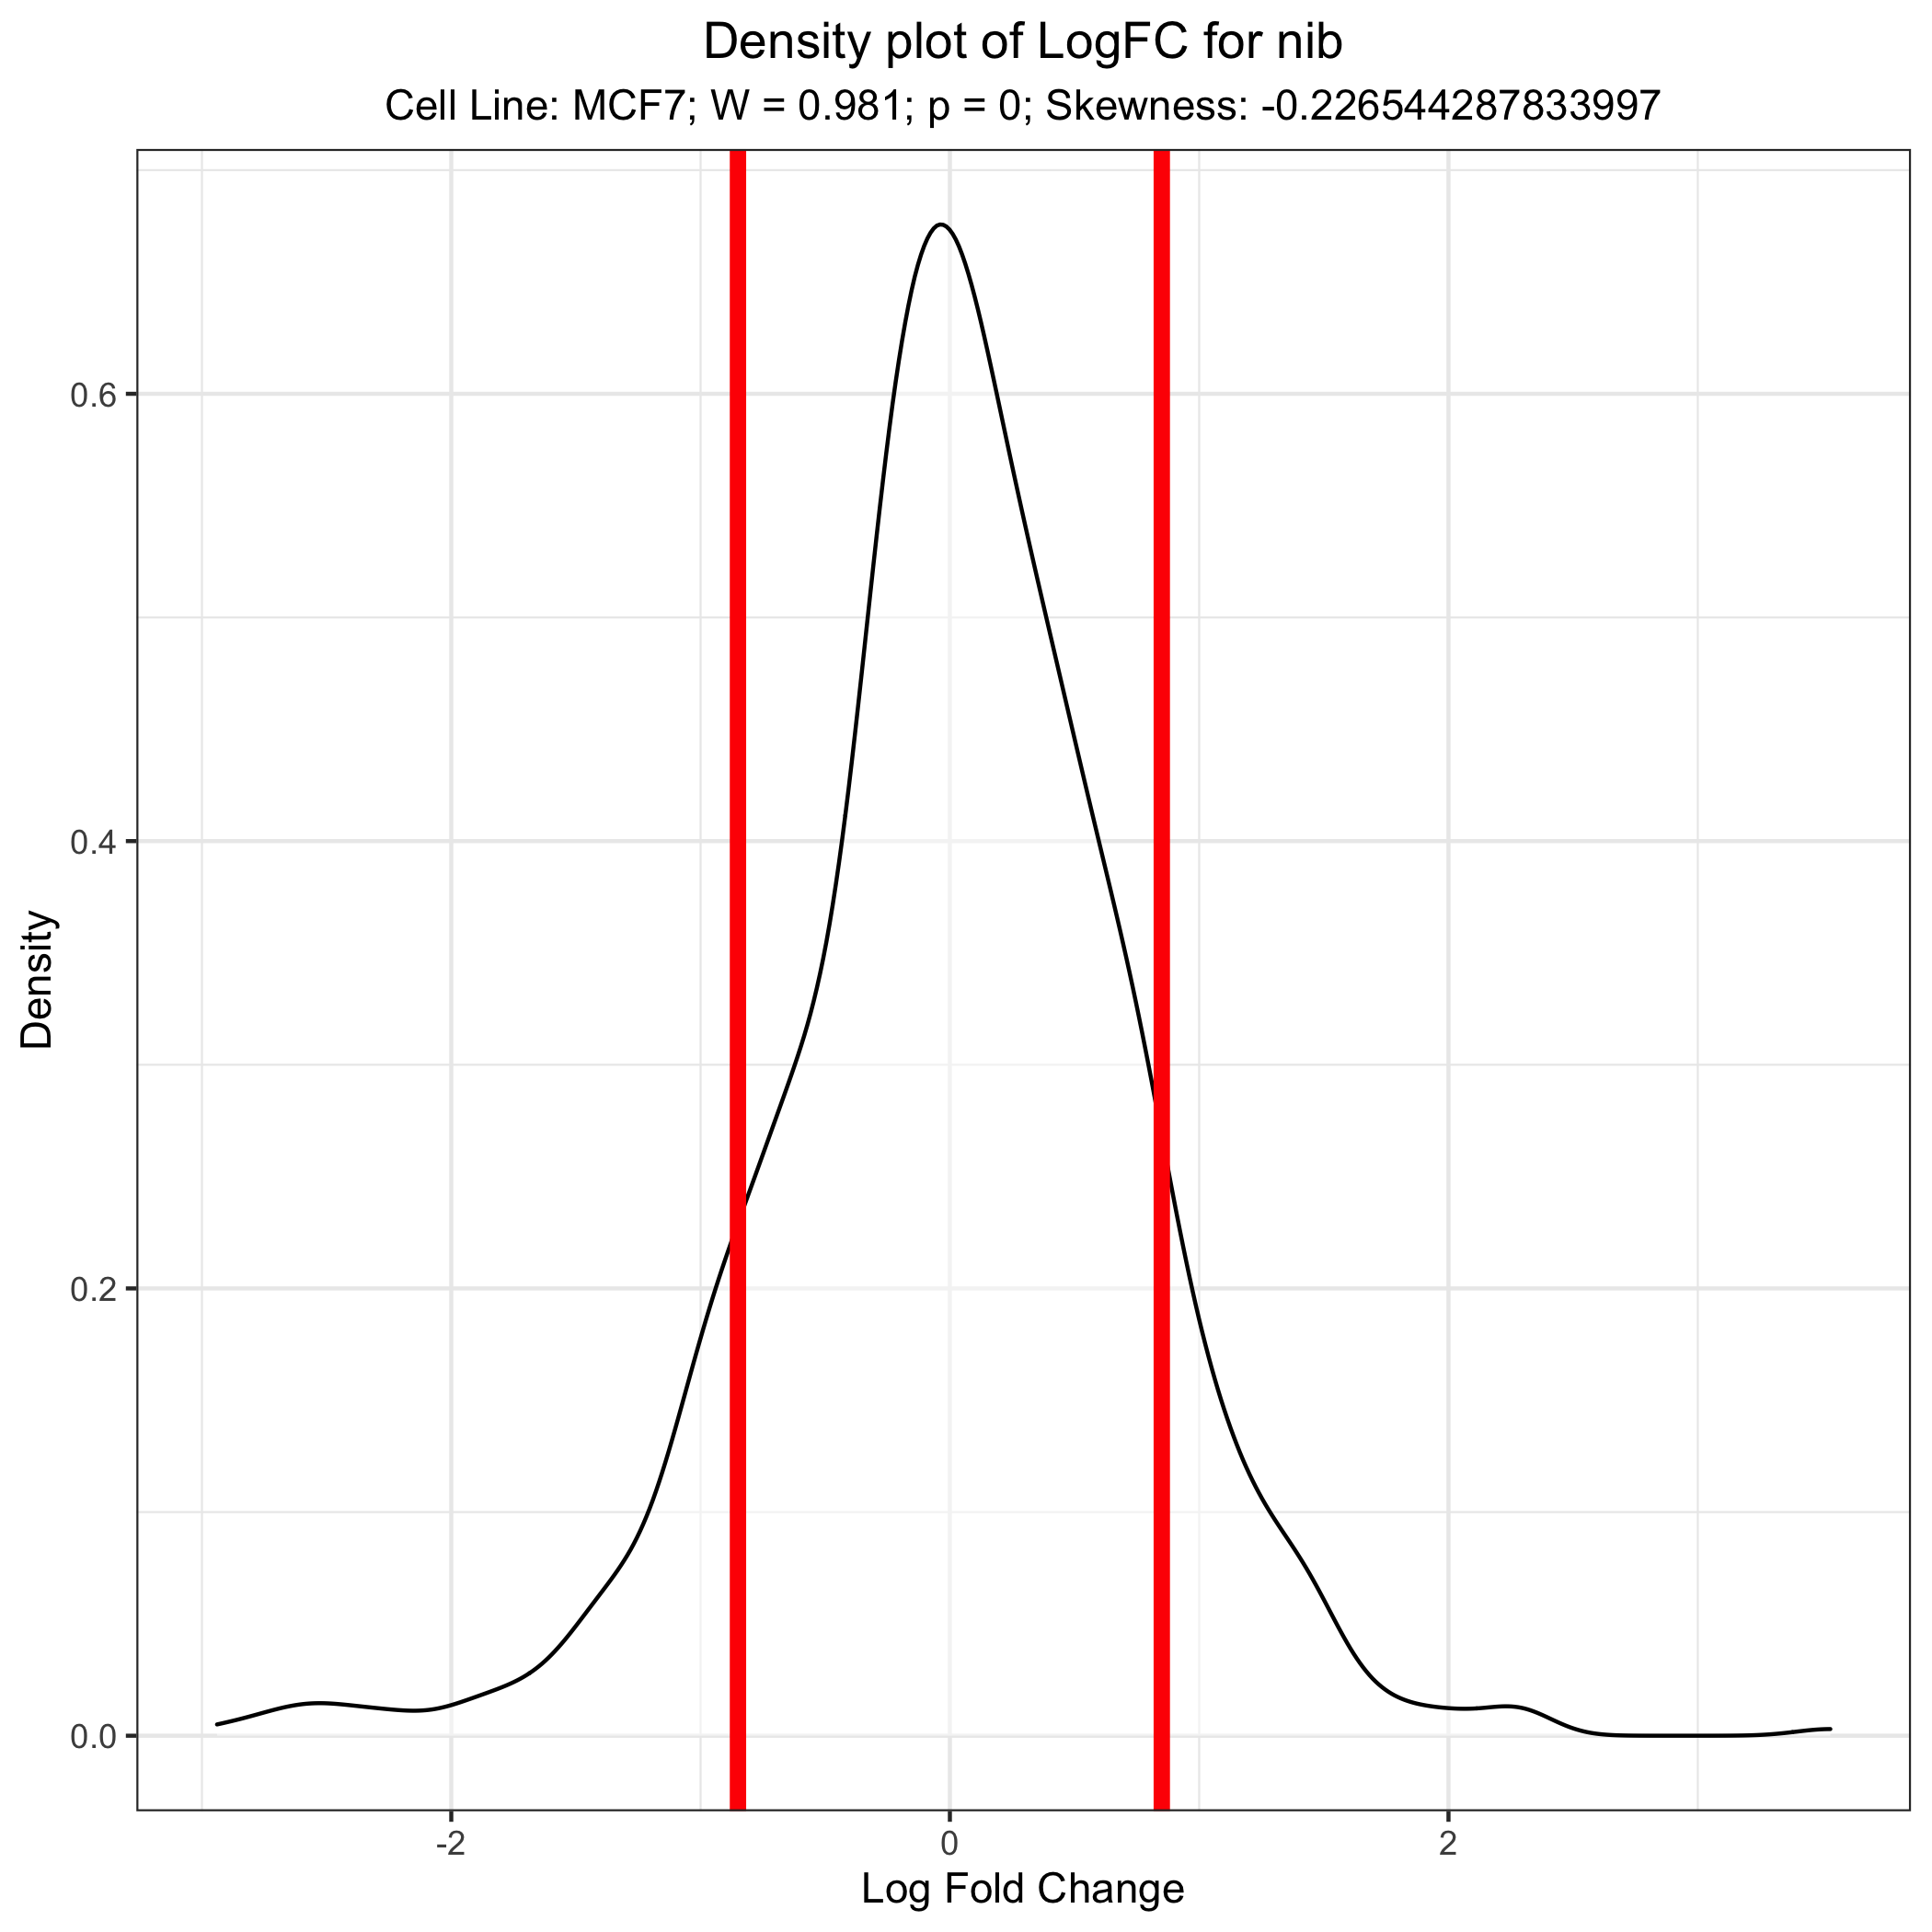 Density plot of LogFC for nib
Cell Line: MCF7; W = 0.981; p = 0; Skewness: -0.226544287833997
0.6
0.4
0.2
0.0
Density
-2 0 2
Log Fold Change